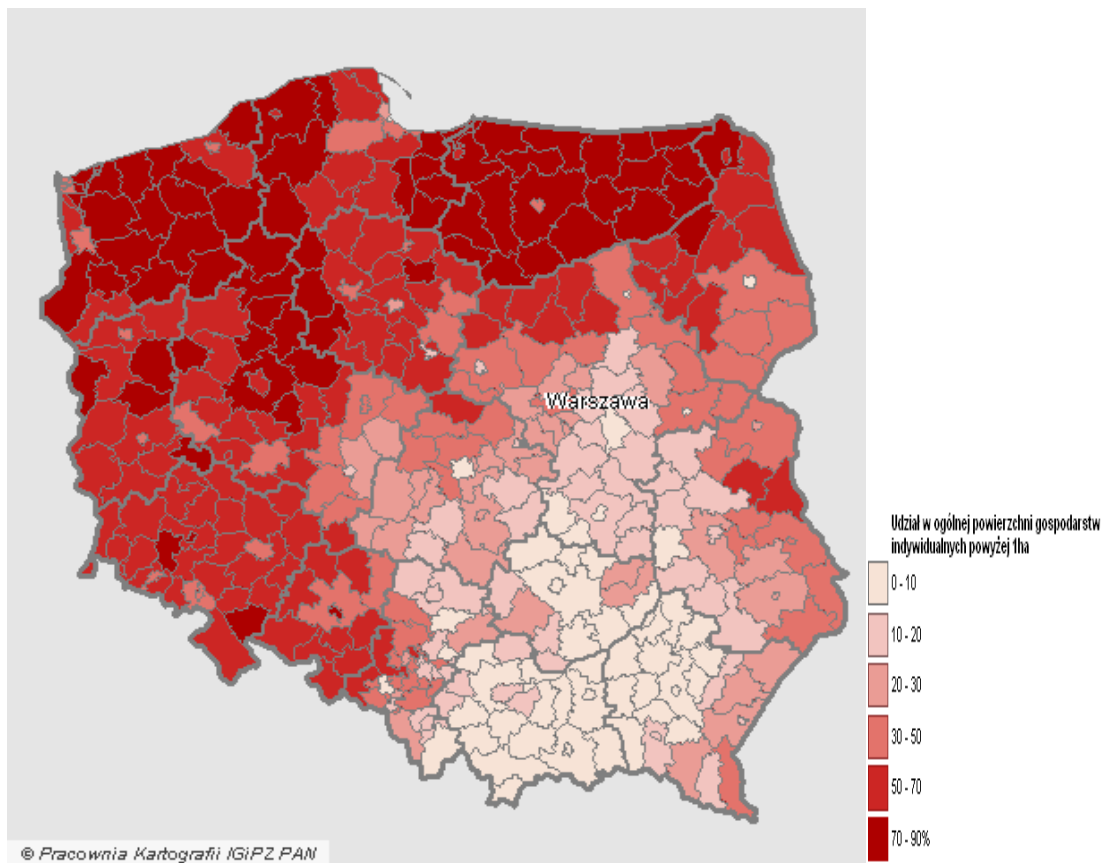 Warszawa
Udział w ogólnej powierzchni gospodarstw
indywidualnych powyżej 1ha
0 - 10
10 - 20
20 - 30
30 - 50
50 - 70
70 - 90%
© Pracownia Kartografii IGiPZ PAN